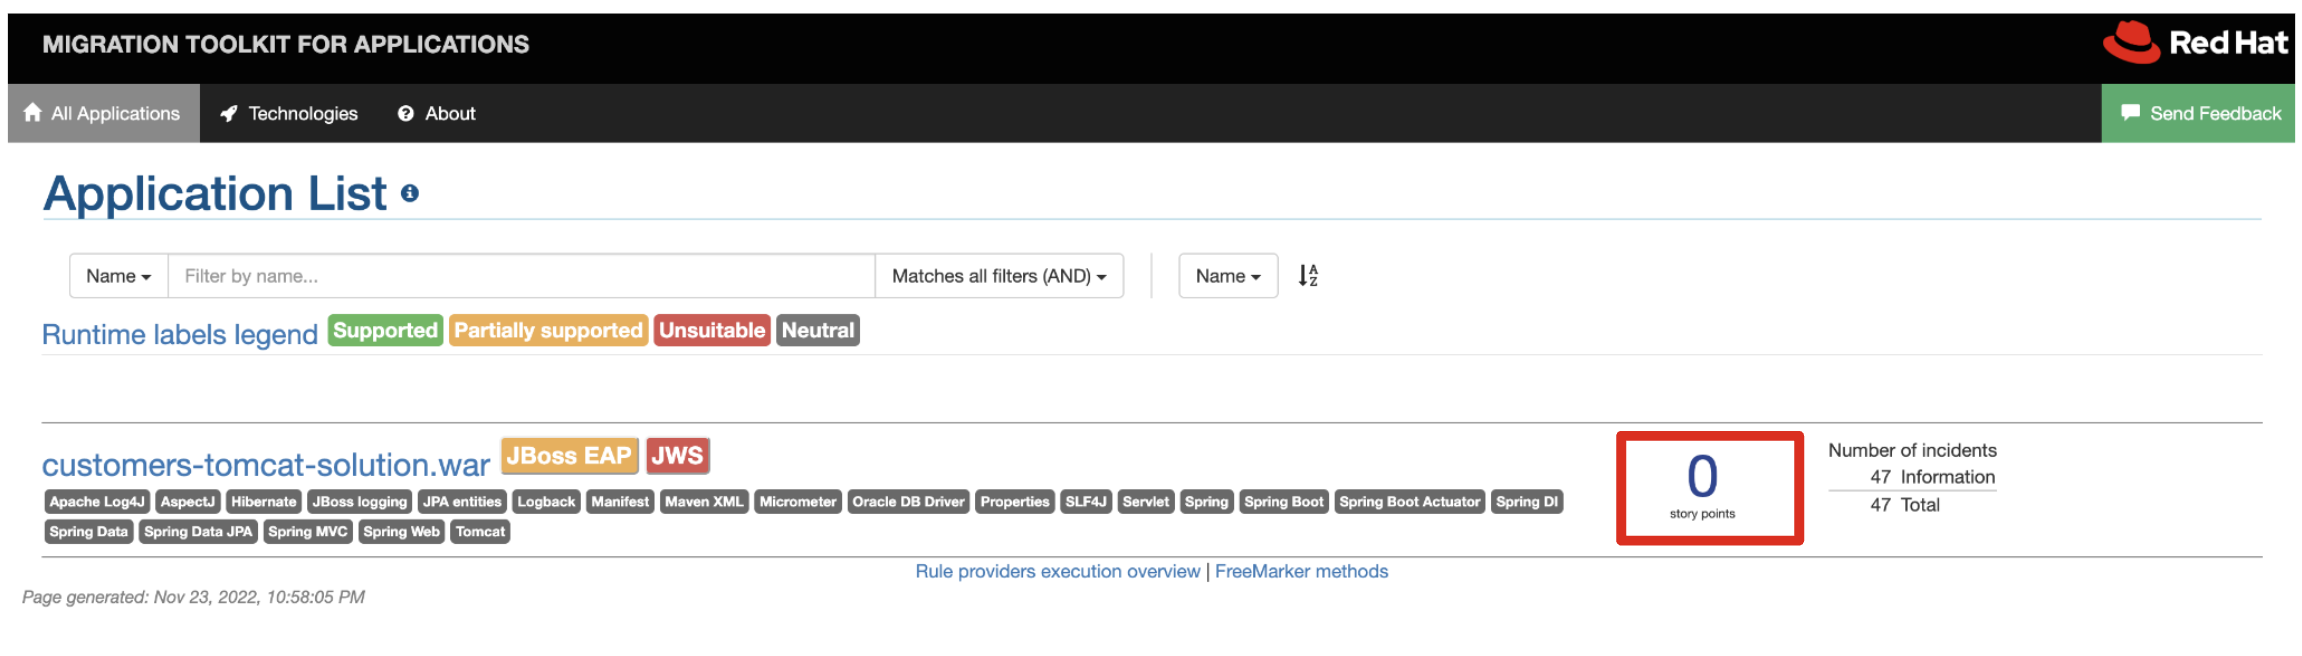 MIGRATION TOOLKIT FOR APPLICATIONS
Red Hat
All Applications Technologies About Send Feedback
Application List
Name Filter by name... Matches all filters (AND) Name
Runtime labels legend Supported Partially supported Unsuitable Neutral
customers-tomcat-solution.war JBoss EAP JWS
Apache Log4J AspectJ Hibernate JBoss logging JPA entities Logback Manifest Maven XML Micrometer Oracle DB Driver Properties SLF4J Servlet Spring Spring Boot Spring Boot Actuator Spring DI
Spring Data Spring Data JPA Spring MVC Spring Web Tomcat
0
story points
Number of incidents
47 Information
47 Total
Rule providers execution overview | FreeMarker methods
Page generated: Nov 23, 2022, 10:58:05 PM